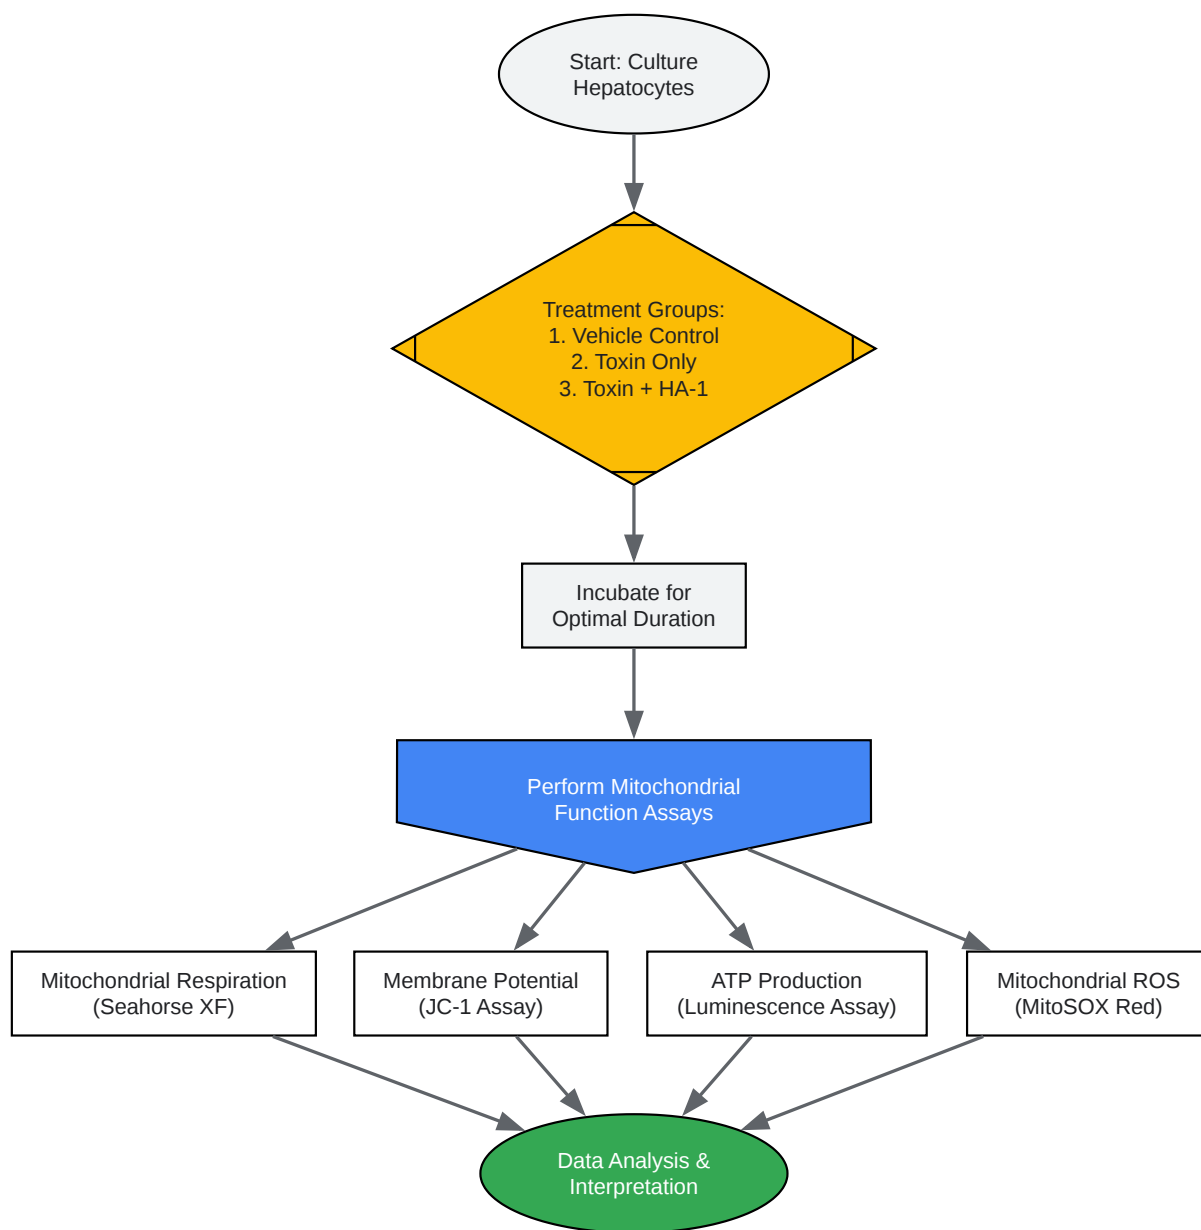 Start: Culture
Hepatocytes
Treatment Groups:
1. Vehicle Control
2. Toxin Only
3. Toxin + HA-1
Incubate for
Optimal Duration
Perform Mitochondrial
Function Assays
Mitochondrial Respiration
(Seahorse XF)
Membrane Potential
(JC-1 Assay)
ATP Production
(Luminescence Assay)
Mitochondrial ROS
(MitoSOX Red)
Data Analysis &
Interpretation